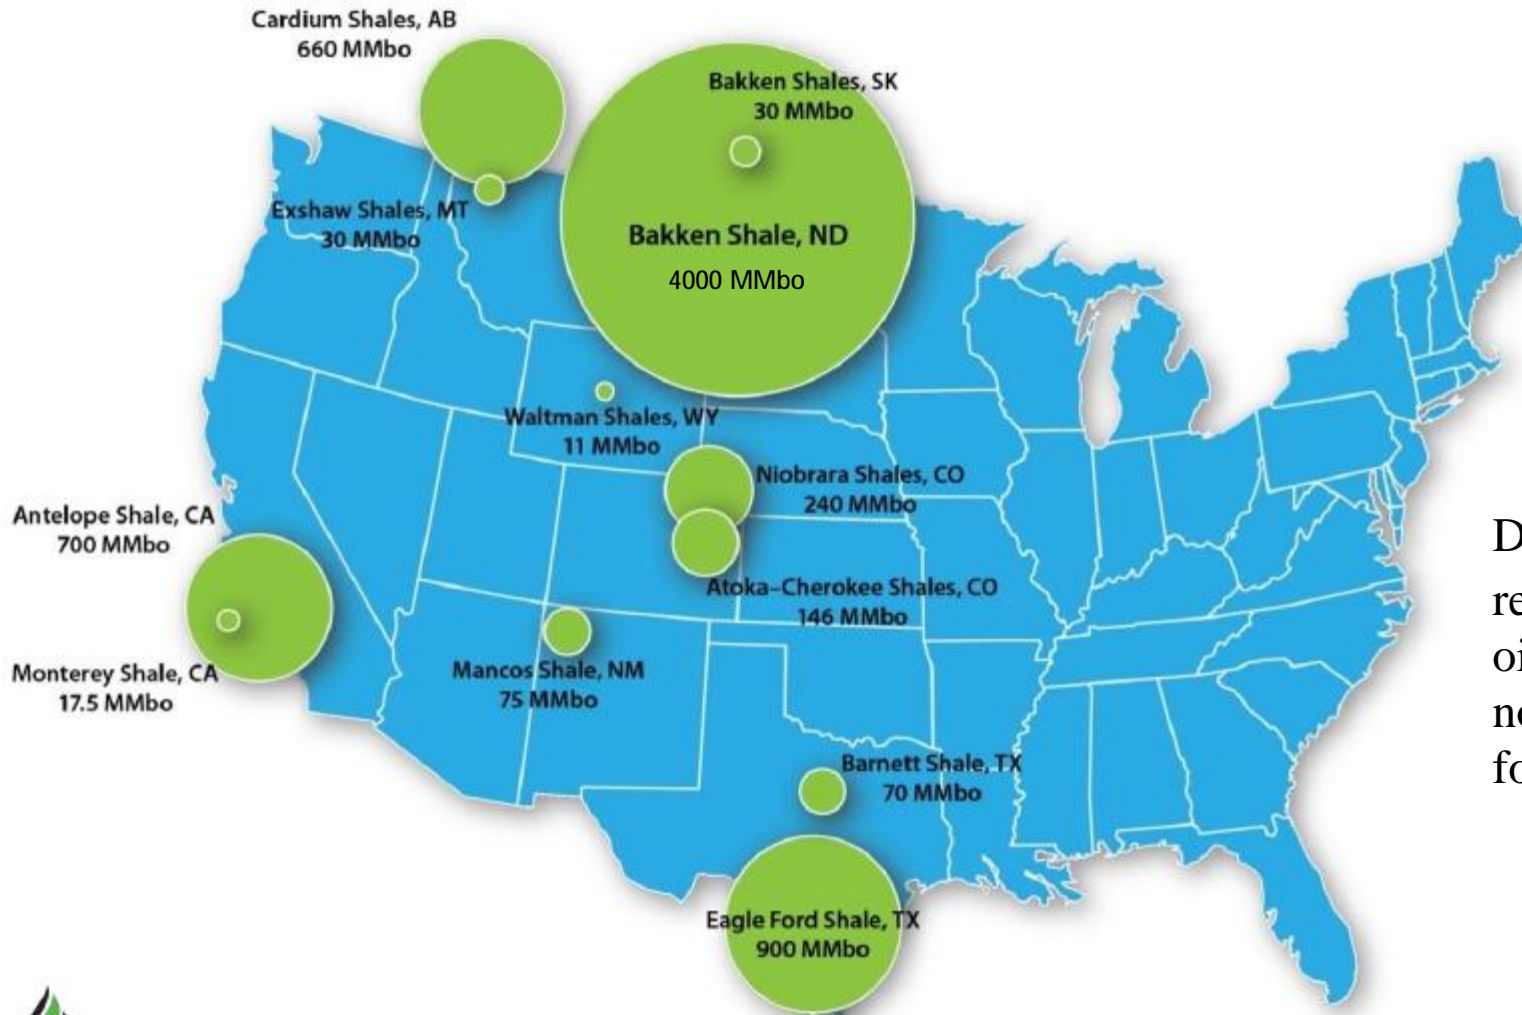 Cardium Shales, AB
660 MMbo
Bakken Shales, SK
30 MMbo
Exshaw Shales, MT
30 MMbo
Bakken Shale, ND
4000 MMbo
Waltman Shales, WY
11 MMbo
Niobrara Shales, CO
240 MMbo
Antelope Shale, CA
700 MMbo
Atoka–Cherokee Shales, CO
146 MMbo
Monterey Shale, CA
17.5 MMbo
Mancos Shale, NM
75 MMbo
Barnett Shale, TX
70 MMbo
Eagle Ford Shale, TX
900 MMbo